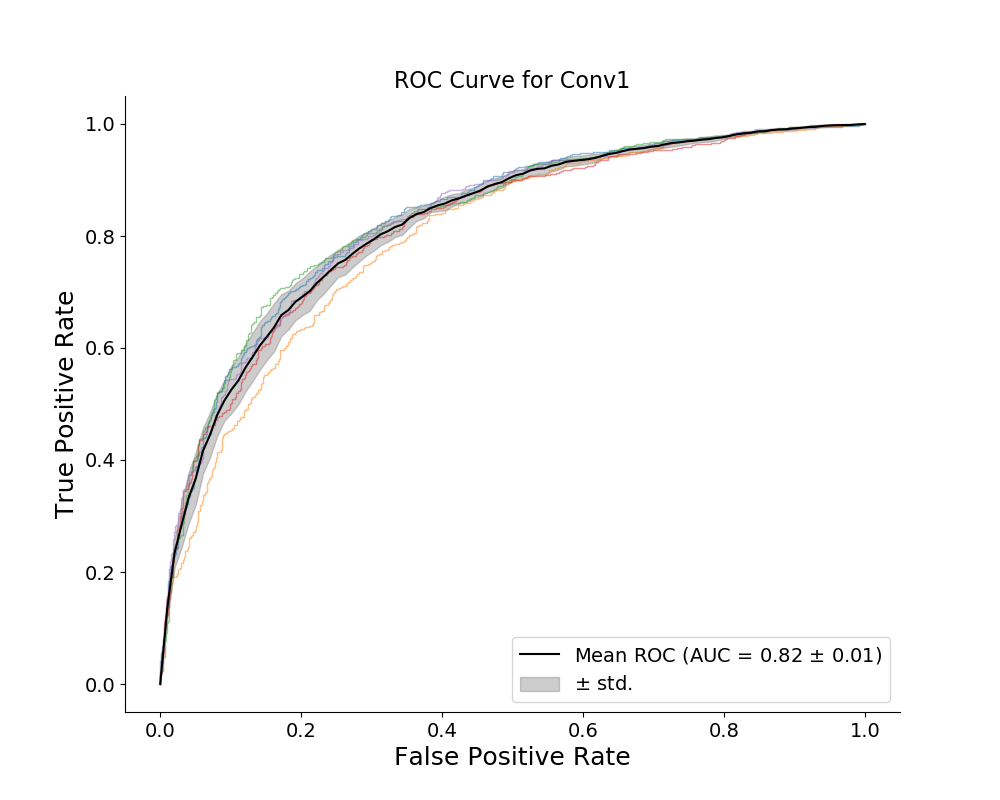 ROC Curve for Conv1
True Positive Rate
1.0
0.8
0.6
0.4
0.2
0.0
Mean ROC (AUC = 0.82 ± 0.01)
± std.
0.0 0.2 0.4 0.6 0.8 1.0
False Positive Rate